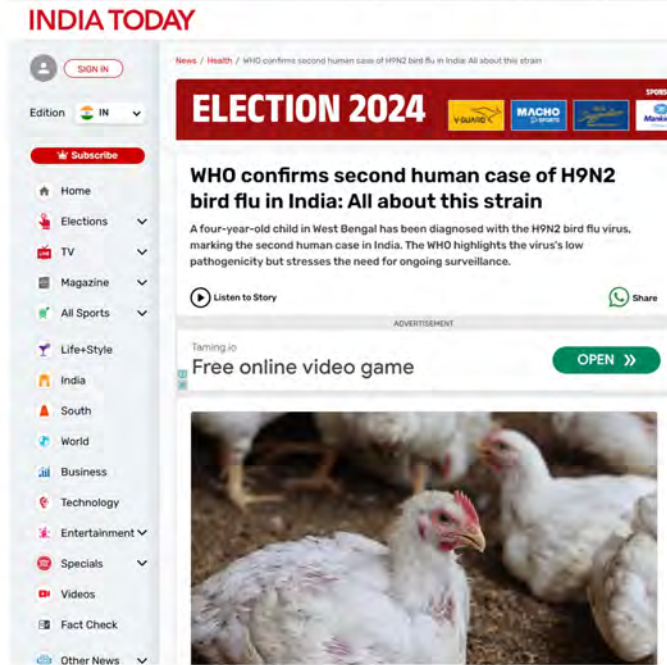 INDIA TODAY
SIGN IN
Edition IN
Subscribe
Home
Elections
TV
Magazine
All Sports
Life+Style
India
South
World
Business
Technology
Entertainment
Specials
Videos
Fact Check
Other News
News / Health / WHO confirms second human case of H9N2 bird flu in India: All about this strain
ELECTION 2024
V-GUARD
MACHO
SPORTO
SPONS
Manki
WHO confirms second human case of H9N2
bird flu in India: All about this strain
A four-year-old child in West Bengal has been diagnosed with the H9N2 bird flu virus,
marking the second human case in India. The WHO highlights the virus's low
pathogenicity but stresses the need for ongoing surveillance.
Listen to Story
Share
ADVERTISEMENT
Taming.io
Free online video game
OPEN »